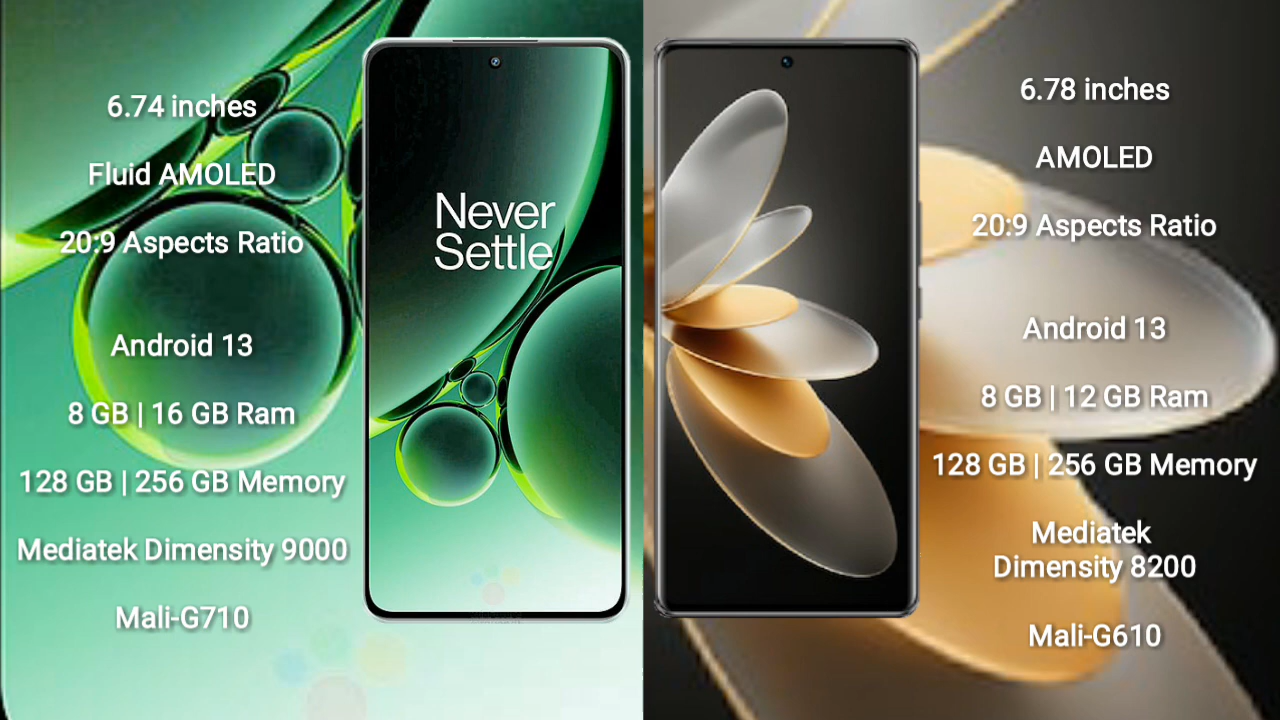 6.74 inches
Fluid AMOLED
20:9 Aspects Ratio
Android 13
8 GB | 16 GB Ram
128 GB | 256 GB Memory
Mediatek Dimensity 9000
Mali-G710
Never
Settle
6.78 inches
AMOLED
20:9 Aspects Ratio
Android 13
8 GB | 12 GB Ram
128 GB | 256 GB Memory
Mediatek
Dimensity 8200
Mali-G610